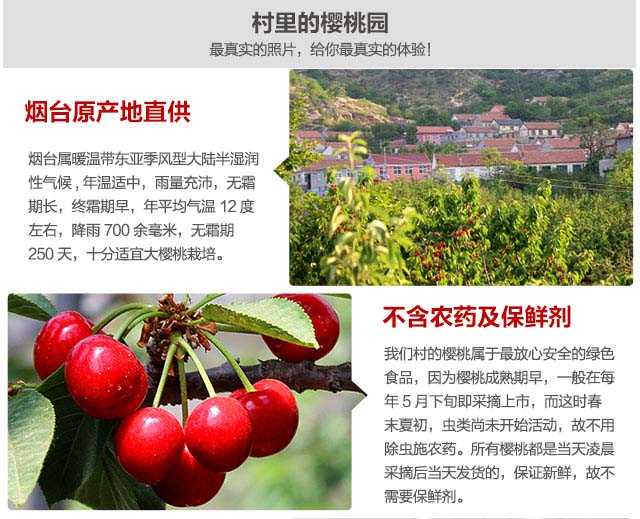 村里的樱桃园
最真实的照片，给你最真实的体验！
烟台原产地直供
烟台属暖温带东亚季风型大陆半湿润
性气候，年温适中，雨量充沛，无霜
期长，终霜期早，年平均气温 12 度
左右，降雨 700 余毫米，无霜期
250 天，十分适宜大樱桃栽培。
不含农药及保鲜剂
我们村的樱桃属于最放心安全的绿色
食品，因为樱桃成熟期早，一般在每
年 5 月下旬即采摘上市，而这时春
末夏初，虫类尚未开始活动，故不用
除虫施农药。所有樱桃都是当天凌晨
采摘后当天发货的，保证新鲜，故不
需要保鲜剂。